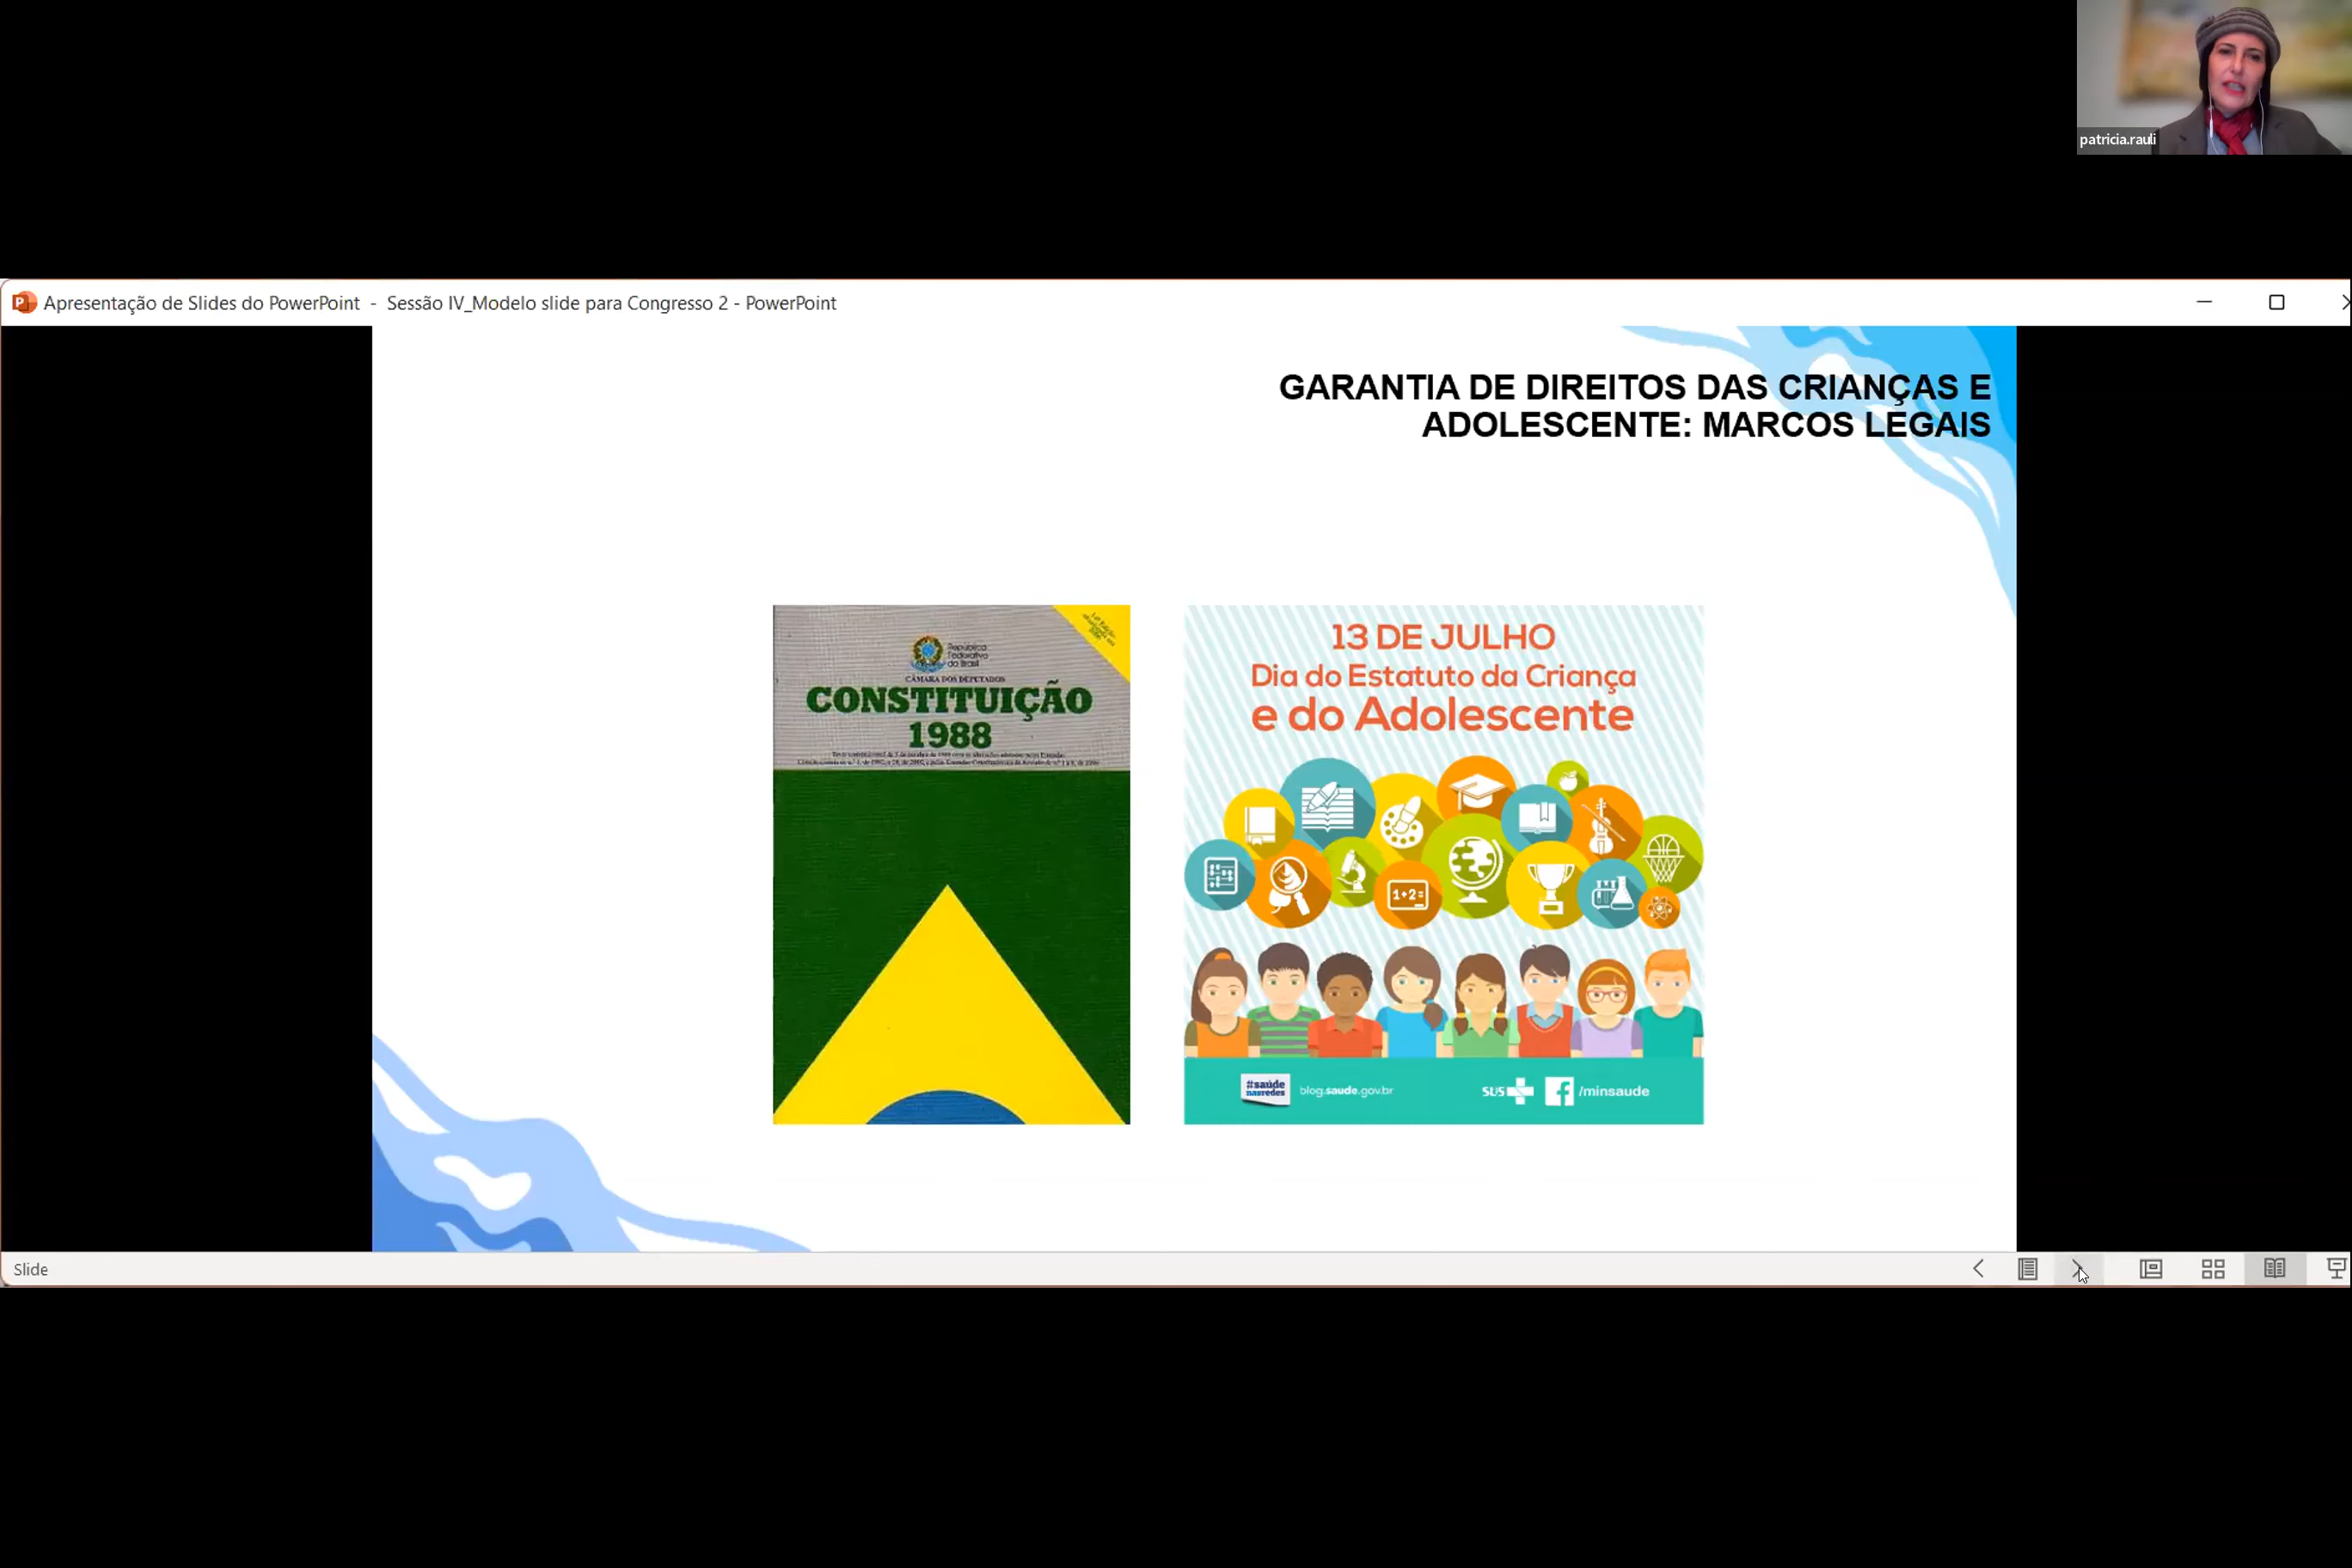 patricia.rauli
Apresentação de Slides do PowerPoint - Sessão IV_Modelo slide para Congresso 2 - PowerPoint
GARANTIA DE DIREITOS DAS CRIANÇAS E
ADOLESCENTE: MARCOS LEGAIS
República
Federativa
do Brasil
CÂMARA DOS DEPUTADOS
CONSTITUIÇÃO
1988
13 DE JULHO
Dia do Estatuto da Criança
e do Adolescente
1+2=
#saúde
nasredes
blog.saude.gov.br
SUS
/minsaude
Slide